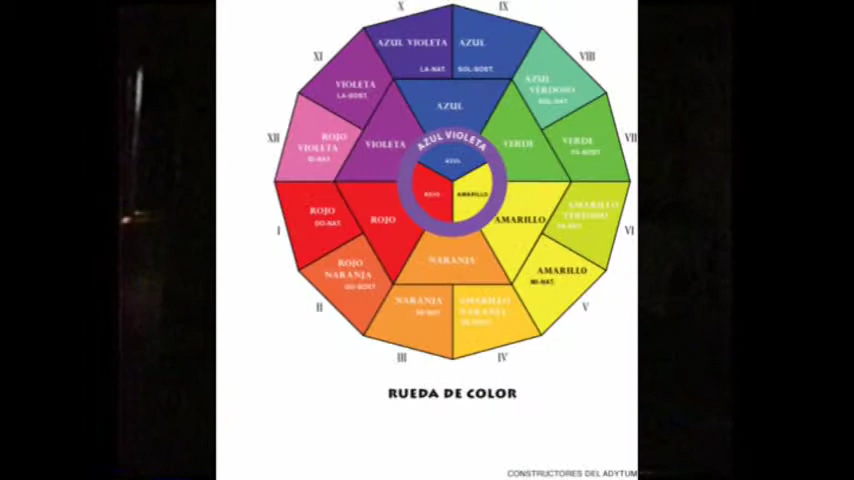 X
IX
AZUL VIOLETA
LA-NAT.
AZUL
SOL-SOST.
XI
VIII
VIOLETA
LA-SOST.
AZUL
VERDOSO
SOL-NAT.
AZUL
XII
VII
ROJO
VIOLETA
SI-NAT.
VIOLETA
AZUL VIOLETA
VERDE
VERDE
FA-SOST.
AZUL
ROJO
AMARILLO
ROJO
DO-NAT.
ROJO
AMARILLO
AMARILLO
VERDOSO
FA-NAT.
I
VI
ROJO
NARANJA
DO-SOST.
NARANJA
AMARILLO
MI-NAT.
II
V
NARANJA
RE-NAT.
AMARILLO
NARANJA
RE-SOST.
III
IV
RUEDA DE COLOR
CONSTRUCTORES DEL ADYTUM